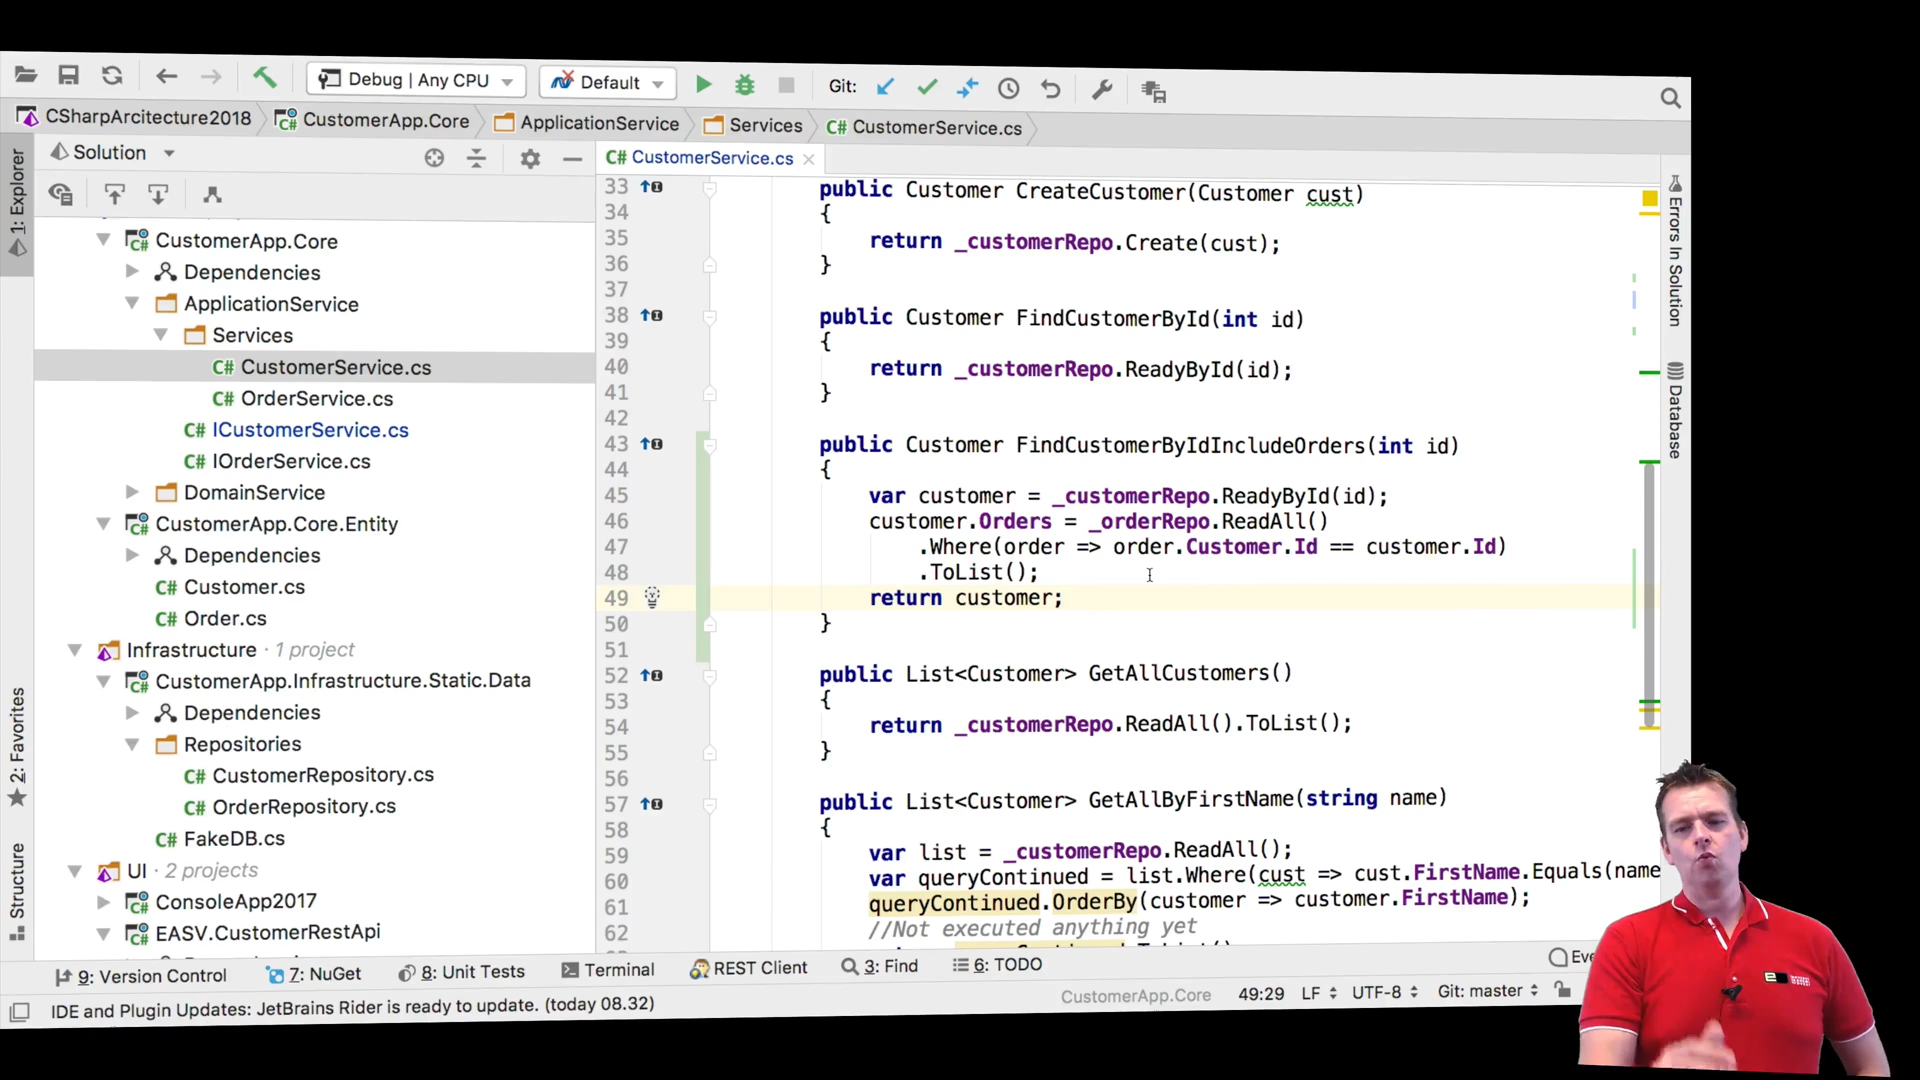 Debug | Any CPU
Default
Git:
CSharpArcitecture2018
CustomerApp.Core
ApplicationService
Services
C# CustomerService.cs
Solution
C# CustomerService.cs
1: Explorer
2: Favorites
Structure
CustomerApp.Core
Dependencies
ApplicationService
Services
C# CustomerService.cs
C# OrderService.cs
C# ICustomerService.cs
C# IOrderService.cs
DomainService
CustomerApp.Core.Entity
Dependencies
C# Customer.cs
C# Order.cs
Infrastructure · 1 project
CustomerApp.Infrastructure.Static.Data
Dependencies
Repositories
C# CustomerRepository.cs
C# OrderRepository.cs
C# FakeDB.cs
UI · 2 projects
ConsoleApp2017
EASV.CustomerRestApi
33 public Customer CreateCustomer(Customer cust)
34 {
35 return _customerRepo.Create(cust);
36 }
37
38 public Customer FindCustomerById(int id)
39 {
40 return _customerRepo.ReadyById(id);
41 }
42
43 public Customer FindCustomerByIdIncludeOrders(int id)
44 {
45 var customer = _customerRepo.ReadyById(id);
46 customer.Orders = _orderRepo.ReadAll()
47 .Where(order => order.Customer.Id == customer.Id)
48 .ToList();
49 return customer;
50 }
51
52 public List<Customer> GetAllCustomers()
53 {
54 return _customerRepo.ReadAll().ToList();
55 }
56
57 public List<Customer> GetAllByFirstName(string name)
58 {
59 var list = _customerRepo.ReadAll();
60 var queryContinued = list.Where(cust => cust.FirstName.Equals(name
61 queryContinued.OrderBy(customer => customer.FirstName);
62 //Not executed anything yet
Errors In Solution
Database
9: Version Control
7: NuGet
8: Unit Tests
Terminal
REST Client
3: Find
6: TODO
Eve
IDE and Plugin Updates: JetBrains Rider is ready to update. (today 08.32)
CustomerApp.Core
49:29
LF
UTF-8
Git: master